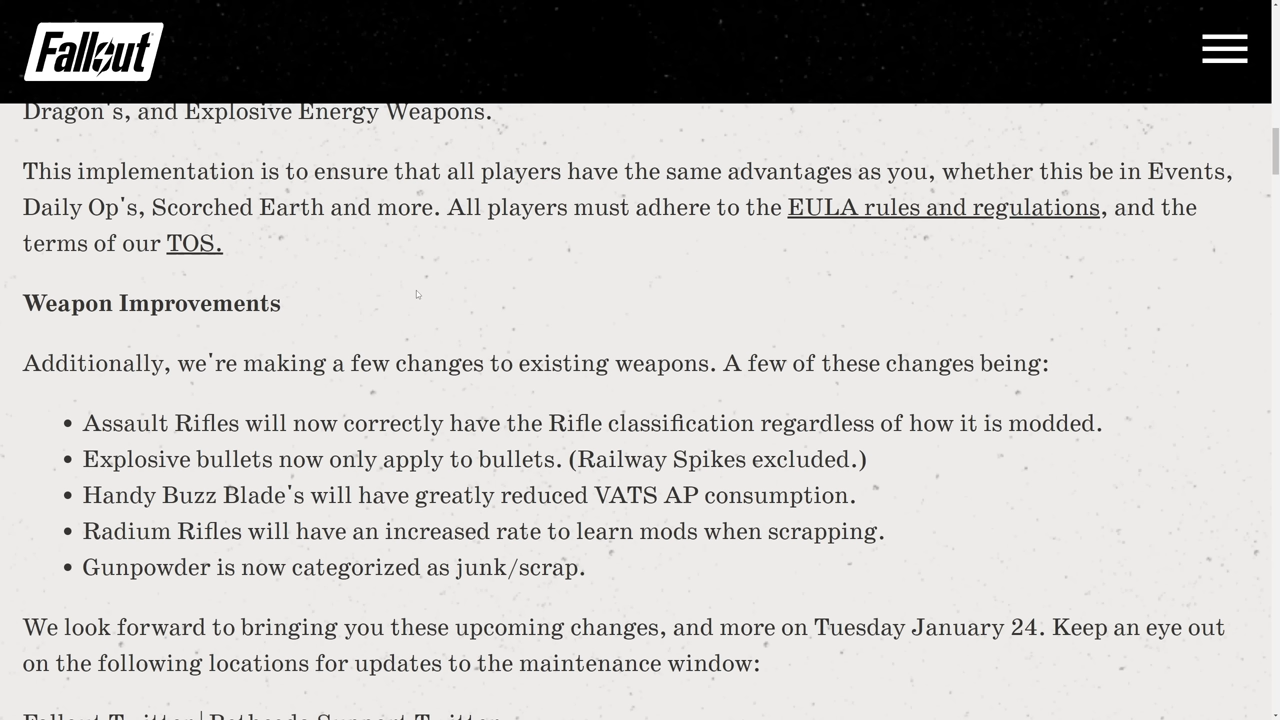 Fallout
Dragon's, and Explosive Energy Weapons.
This implementation is to ensure that all players have the same advantages as you, whether this be in Events,
Daily Op's, Scorched Earth and more. All players must adhere to the EULA rules and regulations, and the
terms of our TOS.
Weapon Improvements
Additionally, we're making a few changes to existing weapons. A few of these changes being:
• Assault Rifles will now correctly have the Rifle classification regardless of how it is modded.
• Explosive bullets now only apply to bullets. (Railway Spikes excluded.)
• Handy Buzz Blade's will have greatly reduced VATS AP consumption.
• Radium Rifles will have an increased rate to learn mods when scrapping.
• Gunpowder is now categorized as junk/scrap.
We look forward to bringing you these upcoming changes, and more on Tuesday January 24. Keep an eye out
on the following locations for updates to the maintenance window:
Fallout Twitter | Bethesda Support Twitter